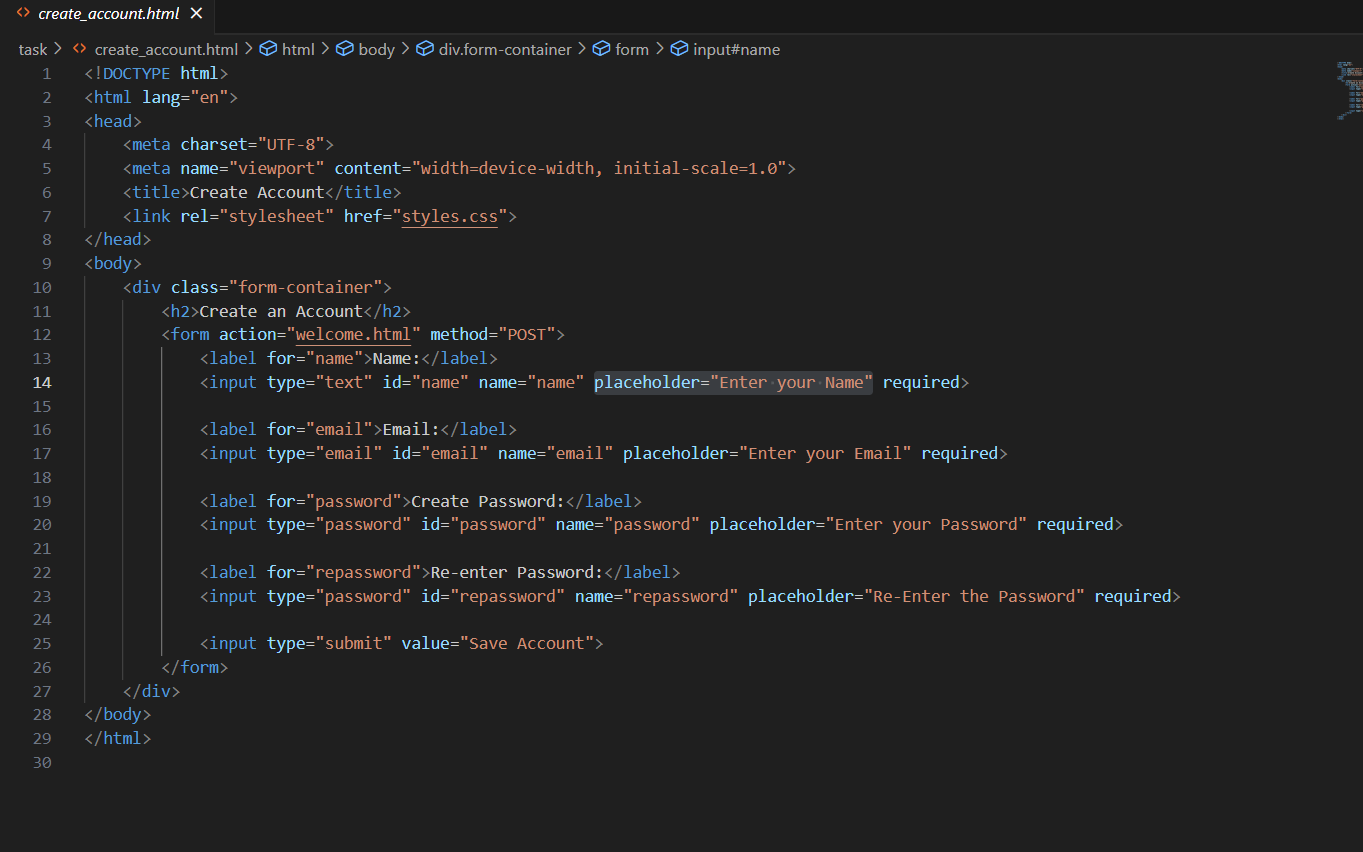 create_account.html
task > create_account.html > html > body > div.form-container > form > input#name
1 <!DOCTYPE html>
2 <html lang="en">
3 <head>
4     <meta charset="UTF-8">
5     <meta name="viewport" content="width=device-width, initial-scale=1.0">
6     <title>Create Account</title>
7     <link rel="stylesheet" href="styles.css">
8 </head>
9 <body>
10     <div class="form-container">
11         <h2>Create an Account</h2>
12         <form action="welcome.html" method="POST">
13             <label for="name">Name:</label>
14             <input type="text" id="name" name="name" placeholder="Enter your Name" required>
15
16             <label for="email">Email:</label>
17             <input type="email" id="email" name="email" placeholder="Enter your Email" required>
18
19             <label for="password">Create Password:</label>
20             <input type="password" id="password" name="password" placeholder="Enter your Password" required>
21
22             <label for="repassword">Re-enter Password:</label>
23             <input type="password" id="repassword" name="repassword" placeholder="Re-Enter the Password" required>
24
25             <input type="submit" value="Save Account">
26         </form>
27     </div>
28 </body>
29 </html>
30